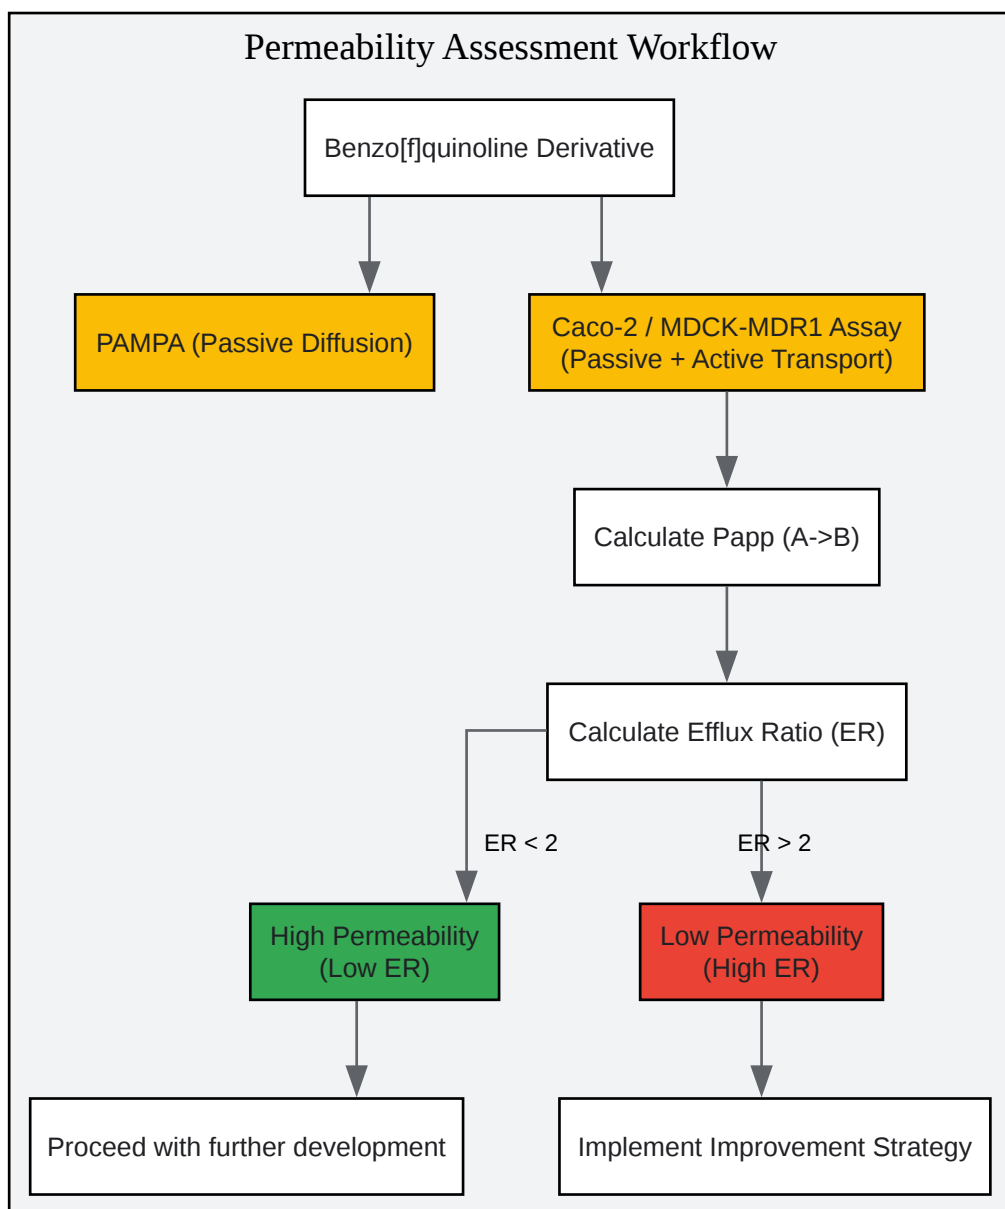 Permeability Assessment Workflow
Benzo[f]quinoline Derivative
PAMPA (Passive Diffusion)
Caco-2 / MDCK-MDR1 Assay
(Passive + Active Transport)
Calculate Papp (A->B)
Calculate Efflux Ratio (ER)
ER < 2
ER > 2
High Permeability
(Low ER)
Low Permeability
(High ER)
Proceed with further development
Implement Improvement Strategy